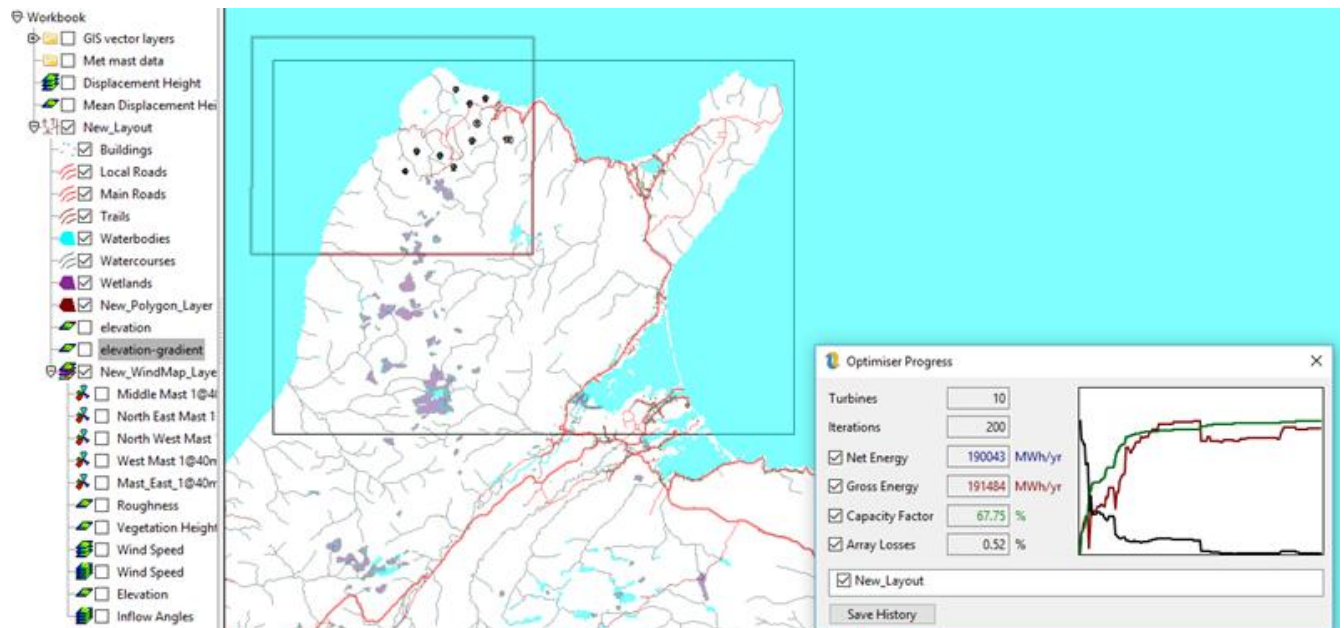 Workbook
GIS vector layers
Met mast data
Displacement Height
Mean Displacement Hei
New_Layout
Buildings
Local Roads
Main Roads
Trails
Waterbodies
Watercourses
Wetlands
New_Polygon_Layer
elevation
elevation-gradient
New_WindMap_Laye
Middle Mast 1@40
North East Mast 1
North West Mast
West Mast 1@40m
Mast_East_1@40m
Roughness
Vegetation Height
Wind Speed
Wind Speed
Elevation
Inflow Angles
Optimiser Progress
Turbines 10
Iterations 200
Net Energy 190043 MWh/yr
Gross Energy 191484 MWh/yr
Capacity Factor 67.75 %
Array Losses 0.52 %
New_Layout
Save History